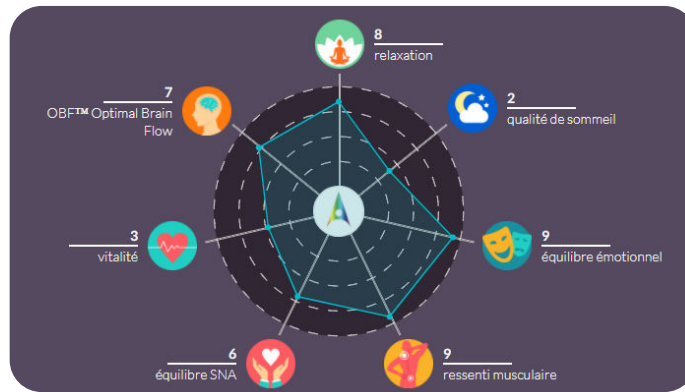 8
relaxation
2
qualité de sommeil
9
équilibre émotionnel
9
ressenti musculaire
6
équilibre SNA
3
vitalité
7
OBF™ Optimal Brain
Flow